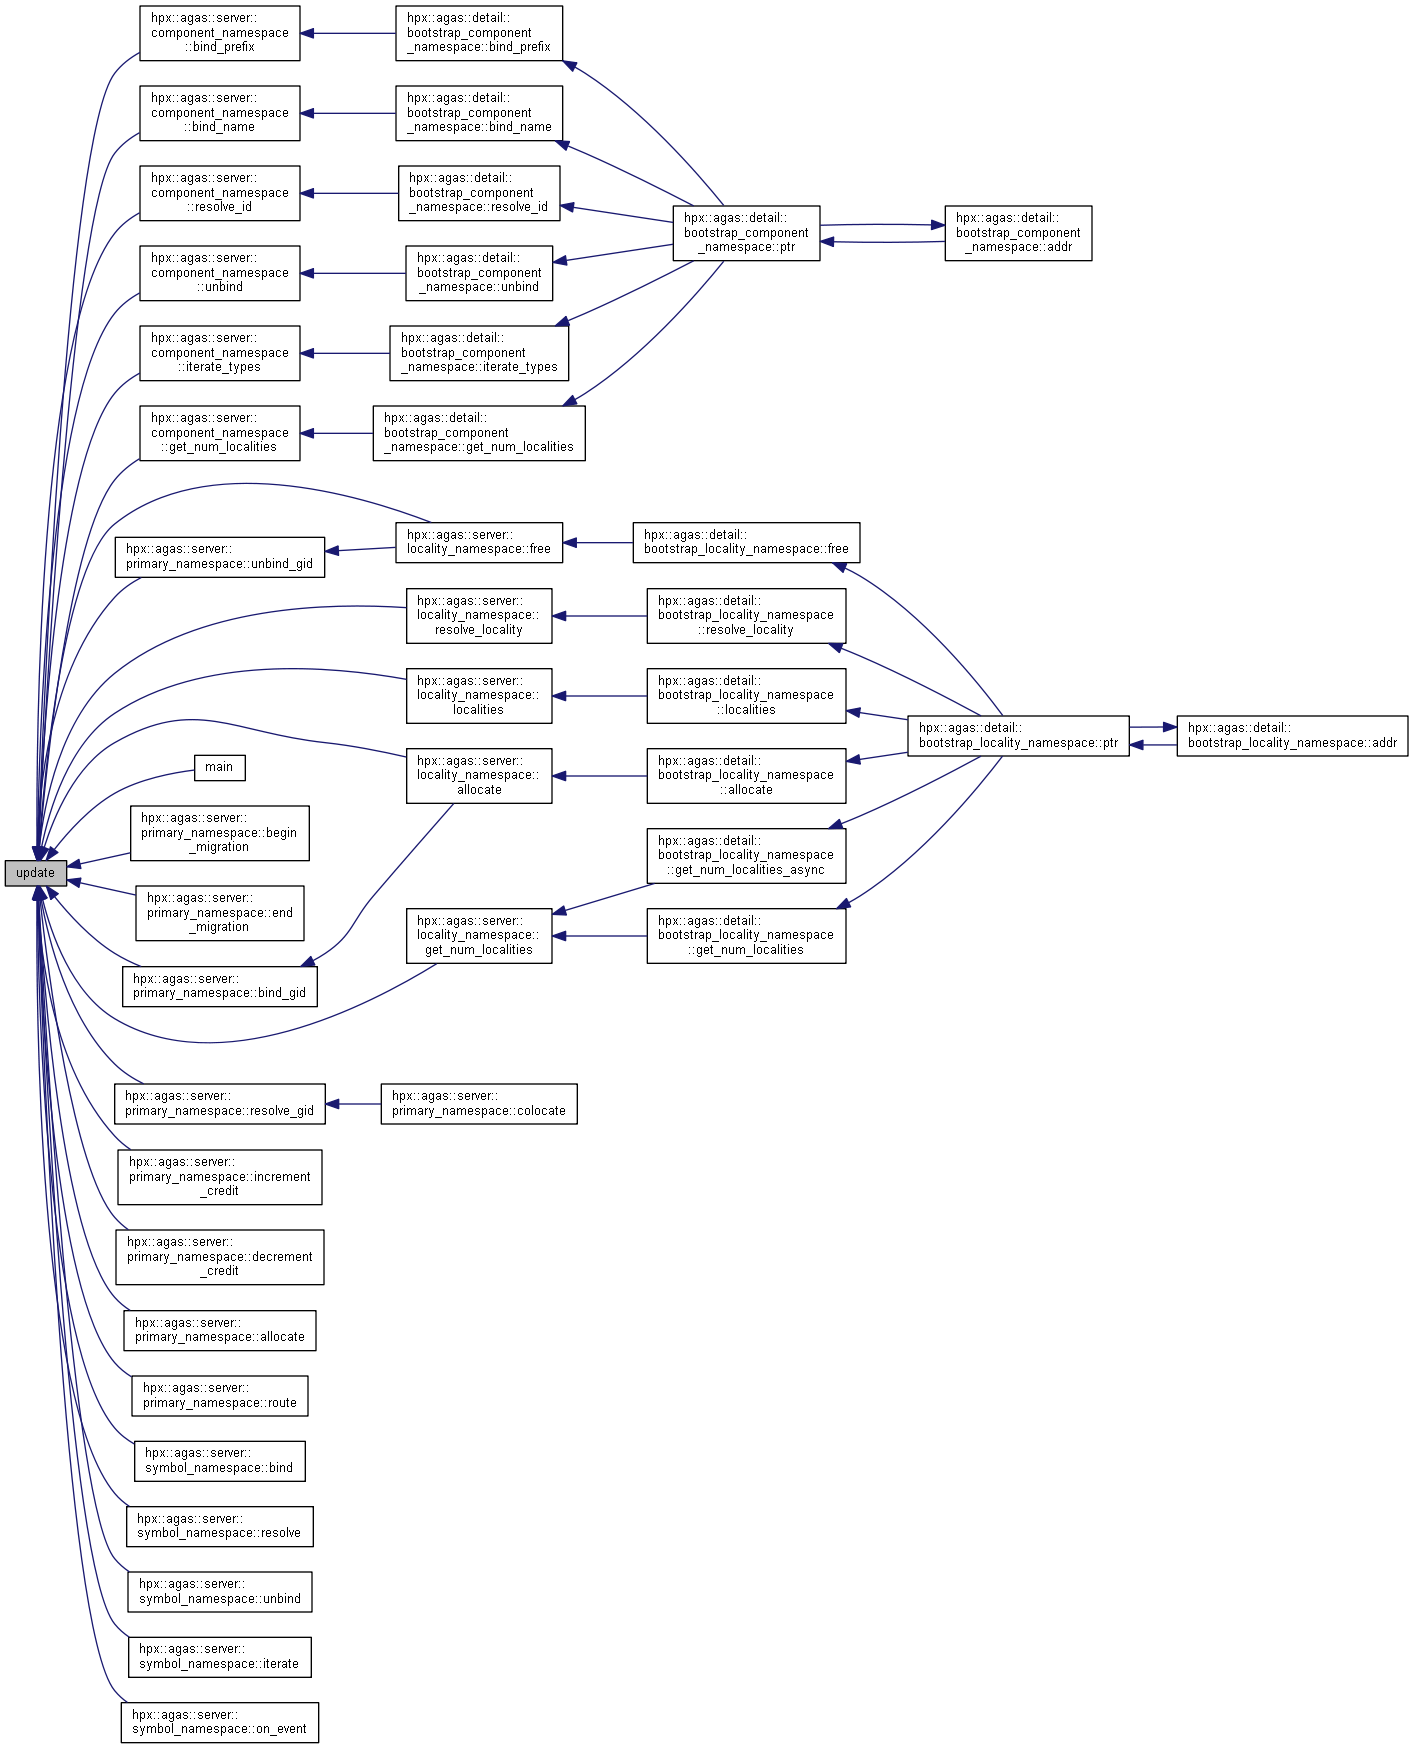 hpx::agas::server::
component_namespace
::bind_prefix
hpx::agas::detail::
bootstrap_component
_namespace::bind_prefix
hpx::agas::server::
component_namespace
::bind_name
hpx::agas::detail::
bootstrap_component
_namespace::bind_name
hpx::agas::server::
component_namespace
::resolve_id
hpx::agas::detail::
bootstrap_component
_namespace::resolve_id
hpx::agas::detail::
bootstrap_component
_namespace::ptr
hpx::agas::detail::
bootstrap_component
_namespace::addr
hpx::agas::server::
component_namespace
::unbind
hpx::agas::detail::
bootstrap_component
_namespace::unbind
hpx::agas::server::
component_namespace
::iterate_types
hpx::agas::detail::
bootstrap_component
_namespace::iterate_types
hpx::agas::server::
component_namespace
::get_num_localities
hpx::agas::detail::
bootstrap_component
_namespace::get_num_localities
hpx::agas::server::
primary_namespace::unbind_gid
hpx::agas::server::
locality_namespace::free
hpx::agas::detail::
bootstrap_locality_namespace::free
hpx::agas::server::
locality_namespace::
resolve_locality
hpx::agas::detail::
bootstrap_locality_namespace
::resolve_locality
hpx::agas::server::
locality_namespace::
localities
hpx::agas::detail::
bootstrap_locality_namespace
::localities
hpx::agas::detail::
bootstrap_locality_namespace::ptr
hpx::agas::detail::
bootstrap_locality_namespace::addr
main
hpx::agas::server::
locality_namespace::
allocate
hpx::agas::detail::
bootstrap_locality_namespace
::allocate
hpx::agas::server::
primary_namespace::begin
_migration
hpx::agas::detail::
bootstrap_locality_namespace
::get_num_localities_async
update
hpx::agas::server::
primary_namespace::end
_migration
hpx::agas::server::
locality_namespace::
get_num_localities
hpx::agas::detail::
bootstrap_locality_namespace
::get_num_localities
hpx::agas::server::
primary_namespace::bind_gid
hpx::agas::server::
primary_namespace::resolve_gid
hpx::agas::server::
primary_namespace::colocate
hpx::agas::server::
primary_namespace::increment
_credit
hpx::agas::server::
primary_namespace::decrement
_credit
hpx::agas::server::
primary_namespace::allocate
hpx::agas::server::
primary_namespace::route
hpx::agas::server::
symbol_namespace::bind
hpx::agas::server::
symbol_namespace::resolve
hpx::agas::server::
symbol_namespace::unbind
hpx::agas::server::
symbol_namespace::iterate
hpx::agas::server::
symbol_namespace::on_event